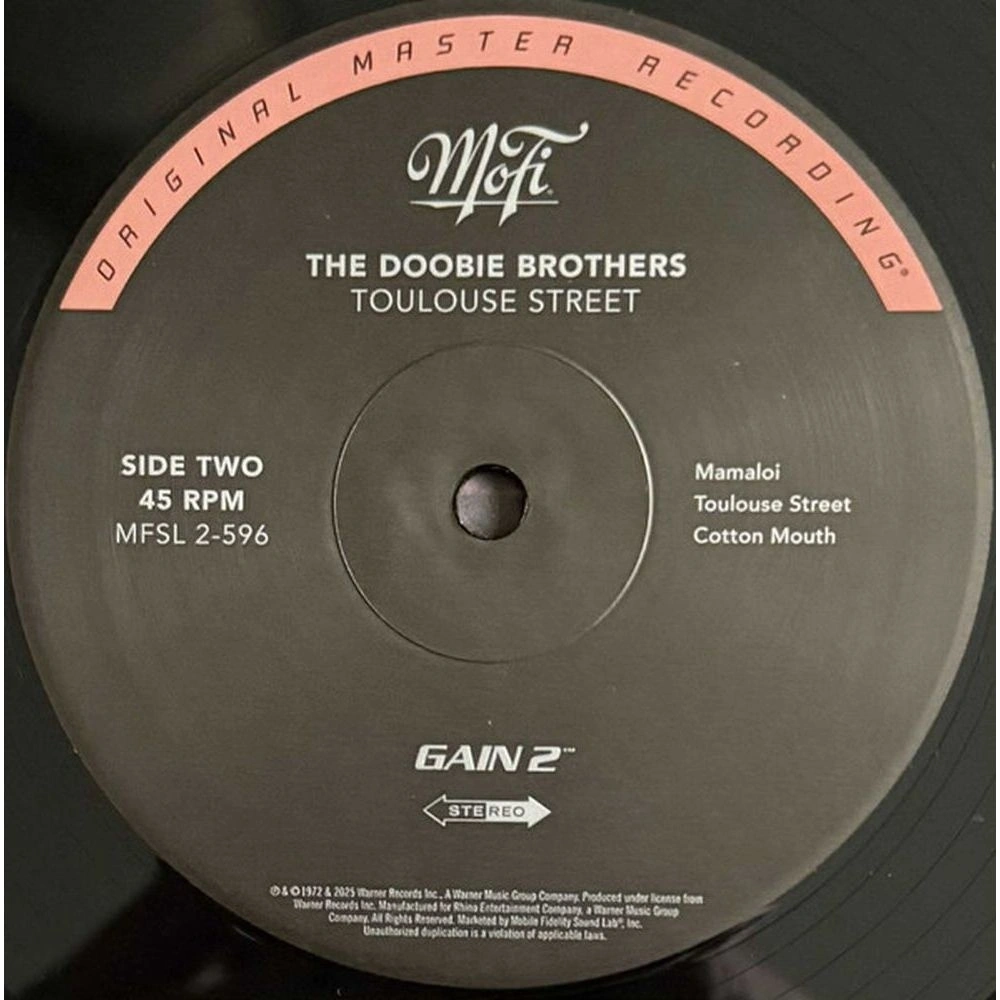 ORIGINAL MASTER RECORDING®
MoFi®
THE DOOBIE BROTHERS
TOULOUSE STREET
SIDE TWO
45 RPM
MFSL 2-596
Mamaloi
Toulouse Street
Cotton Mouth
GAIN 2™
STEREO
℗ & © 1972 & 2025 Warner Records Inc., A Warner Music Group Company. Produced under license from
Warner Records Inc. Manufactured for Rhino Entertainment Company, a Warner Music Group
Company. All Rights Reserved. Marketed by Mobile Fidelity Sound Lab®, Inc.
Unauthorized duplication is a violation of applicable laws.